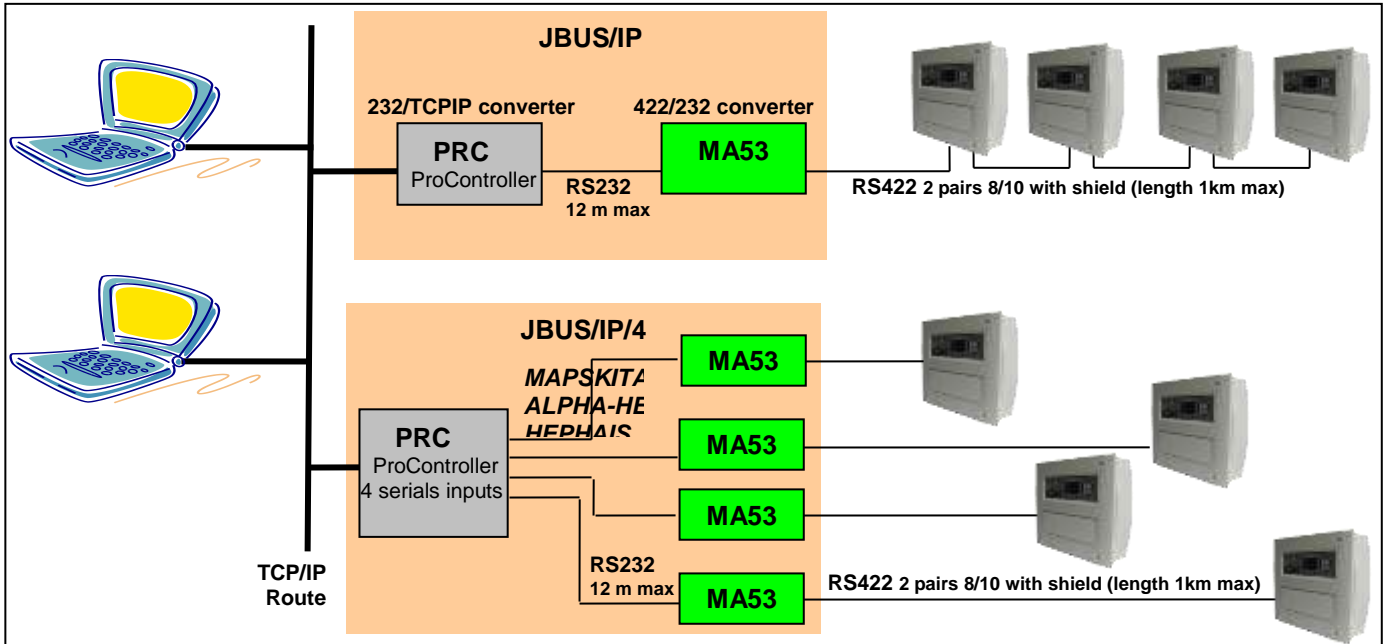 JBUS/IP
232/TCPIP converter
422/232 converter
PRC
ProController
MA53
RS232
12 m max
RS422 2 pairs 8/10 with shield (length 1km max)
JBUS/IP/4
MAPSKITA
ALPHA-HE
HEPHAIS
MA53
PRC
ProController
4 serials inputs
MA53
MA53
RS232
12 m max
MA53
RS422 2 pairs 8/10 with shield (length 1km max)
TCP/IP
Route